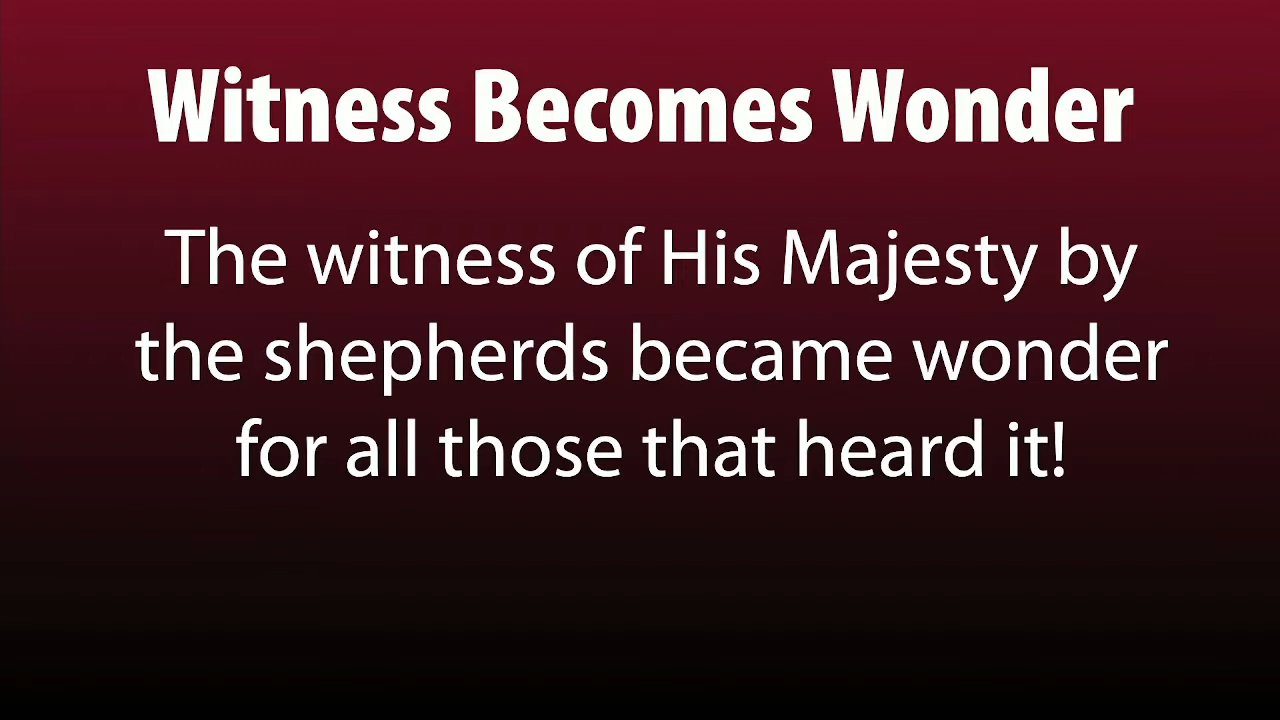 Witness Becomes Wonder
The witness of His Majesty by
the shepherds became wonder
for all those that heard it!